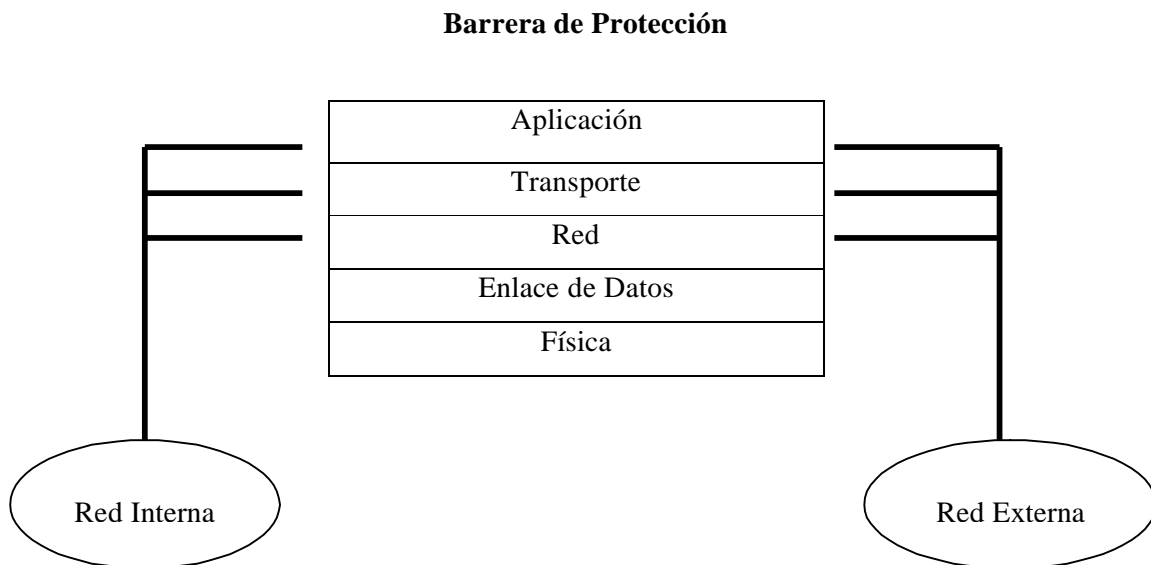 Barrera de Protección
Aplicación
Transporte
Red
Enlace de Datos
Física
Red Interna
Red Externa